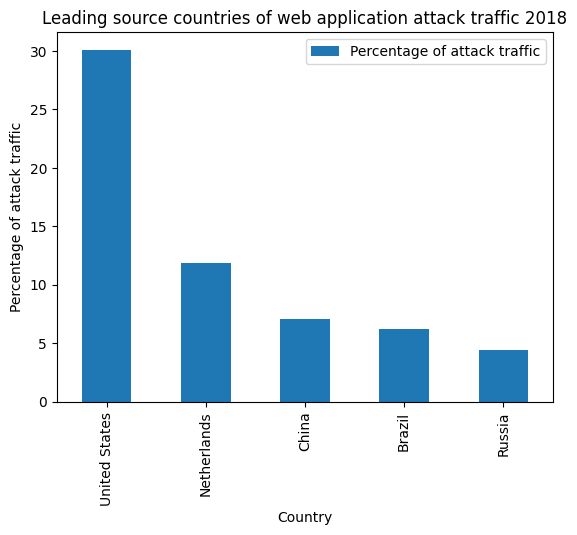 Leading source countries of web application attack traffic 2018
Percentage of attack traffic
Percentage of attack traffic
30
25
20
15
10
5
0
United States
Netherlands
China
Brazil
Russia
Country